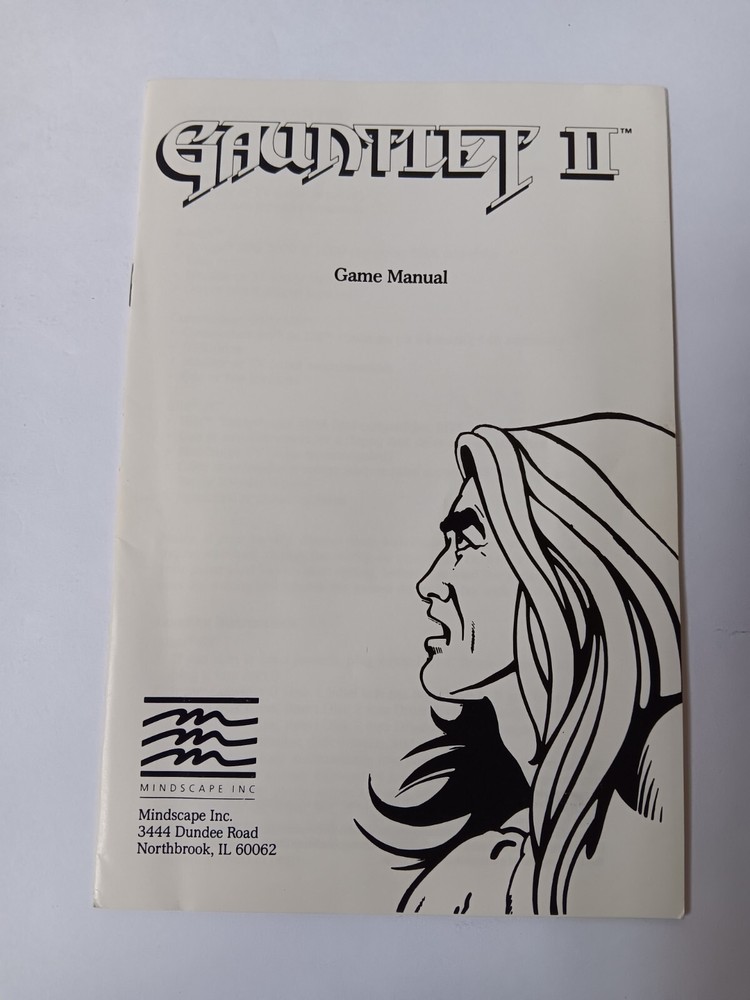 GAUNTLET II™
Game Manual
MINDSCAPE INC
Mindscape Inc.
3444 Dundee Road
Northbrook, IL 60062